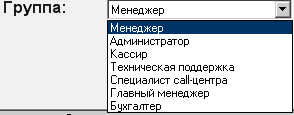 Группа: Менеджер
Менеджер
Администратор
Кассир
Техническая поддержка
Специалист call-центра
Главный менеджер
Бухгалтер